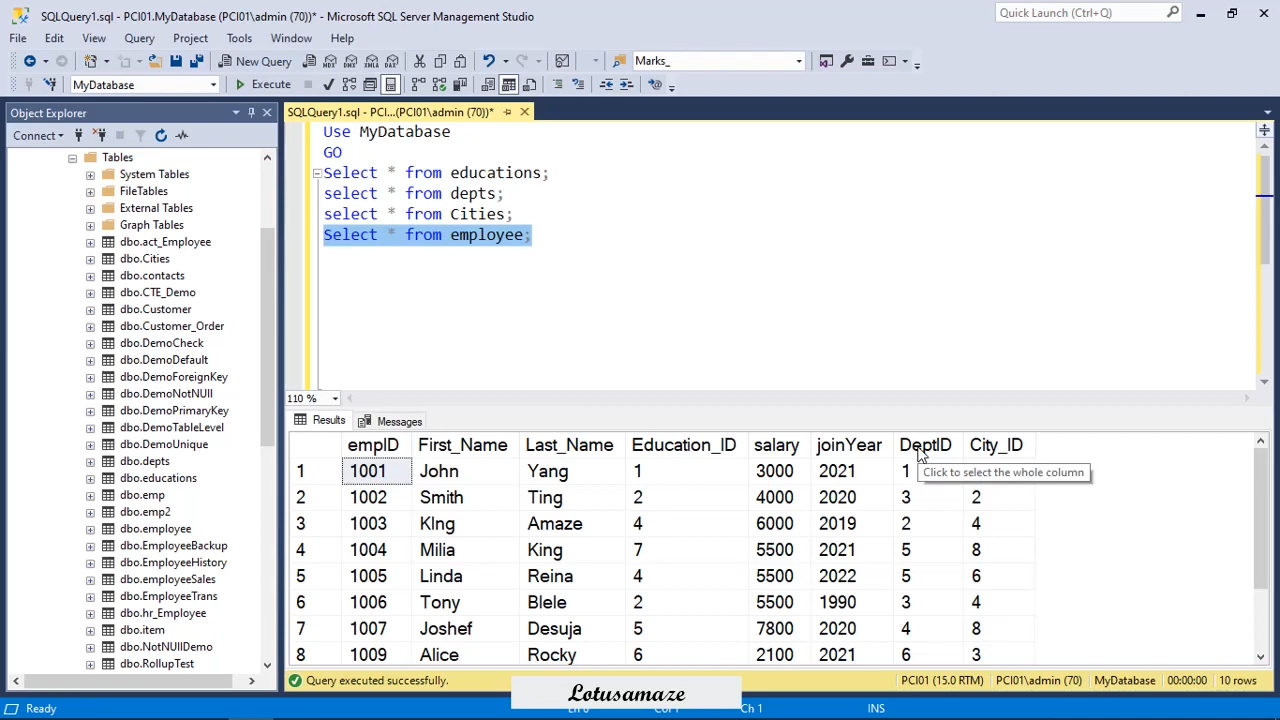 SQLQuery1.sql - PCI01.MyDatabase (PCI01\admin (70))* - Microsoft SQL Server Management Studio
Quick Launch (Ctrl+Q)
File Edit View Query Project Tools Window Help
New Query
Marks_
MyDatabase
Execute
Object Explorer
SQLQuery1.sql - PCI...(PCI01\admin (70))*
Connect
Tables
System Tables
FileTables
External Tables
Graph Tables
dbo.act_Employee
dbo.Cities
dbo.contacts
dbo.CTE_Demo
dbo.Customer
dbo.Customer_Order
dbo.DemoCheck
dbo.DemoDefault
dbo.DemoForeignKey
dbo.DemoNotNUll
dbo.DemoPrimaryKey
dbo.DemoTableLevel
dbo.DemoUnique
dbo.depts
dbo.educations
dbo.emp
dbo.emp2
dbo.employee
dbo.EmployeeBackup
dbo.EmployeeHistory
dbo.employeeSales
dbo.EmployeeTrans
dbo.hr_Employee
dbo.item
dbo.NotNUllDemo
dbo.RollupTest
Use MyDatabase
GO
Select * from educations;
select * from depts;
select * from Cities;
Select * from employee;
110 %
Results Messages
empID First_Name Last_Name Education_ID salary joinYear DeptID City_ID
1 1001 John Yang 1 3000 2021 1
Click to select the whole column
2 1002 Smith Ting 2 4000 2020 3 2
3 1003 KIng Amaze 4 6000 2019 2 4
4 1004 Milia King 7 5500 2021 5 8
5 1005 Linda Reina 4 5500 2022 5 6
6 1006 Tony Blele 2 5500 1990 3 4
7 1007 Joshef Desuja 5 7800 2020 4 8
8 1009 Alice Rocky 6 2100 2021 6 3
Query executed successfully.
PCI01 (15.0 RTM) PCI01\admin (70) MyDatabase 00:00:00 10 rows
Lotusamaze
Ready
Ch 1
INS